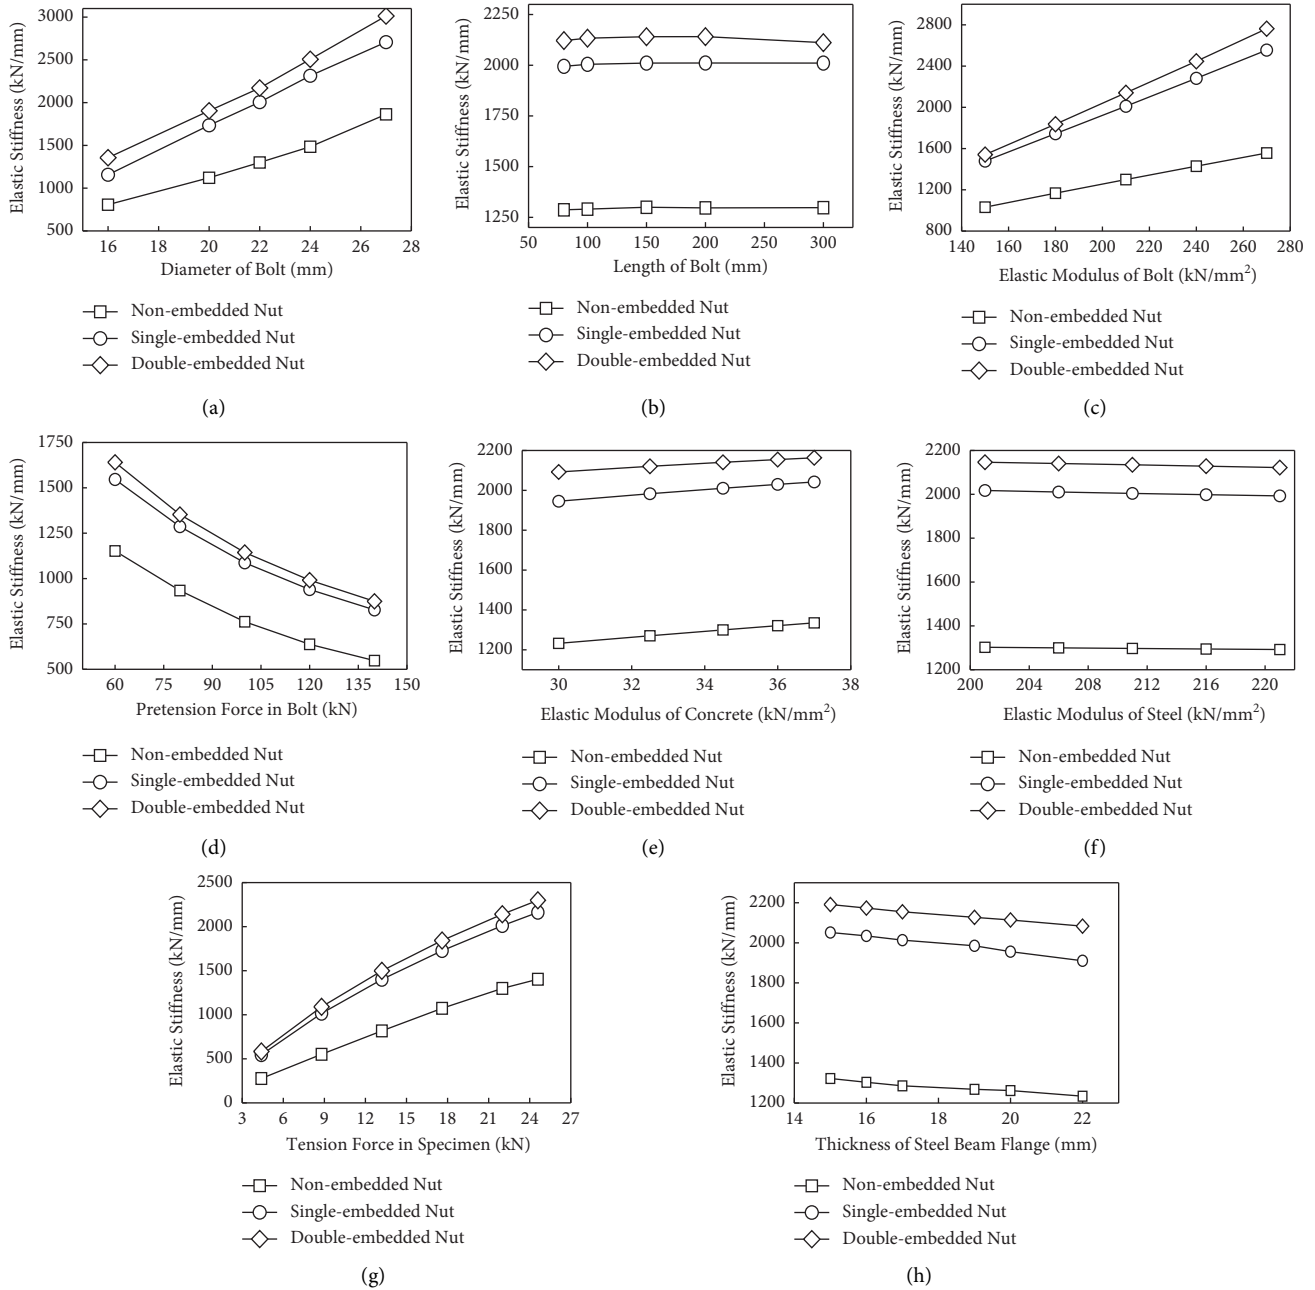 Elastic Stiffness (kN/mm)
3000
2500
2000
1500
1000
500
16 20 22 24 28
Diameter of Bolt (mm)
Non-embedded Nut
Single-embedded Nut
Double-embedded Nut
(a)
Elastic Stiffness (kN/mm)
2250
2000
1750
1500
1250
50 100 150 200 250 300
Length of Bolt (mm)
Non-embedded Nut
Single-embedded Nut
Double-embedded Nut
(b)
Elastic Stiffness (kN/mm)
2800
2400
2000
1600
1200
800
140 160 180 200 220 240 260 280
Elastic Modulus of Bolt (kN/mm²)
Non-embedded Nut
Single-embedded Nut
Double-embedded Nut
(c)
Elastic Stiffness (kN/mm)
1750
1500
1250
1000
750
500
60 75 90 105 120 135 150
Pretension Force in Bolt (kN)
Non-embedded Nut
Single-embedded Nut
Double-embedded Nut
(d)
Elastic Stiffness (kN/mm)
2200
2000
1800
1600
1400
1200
30 32 34 36 38
Elastic Modulus of Concrete (kN/mm²)
Non-embedded Nut
Single-embedded Nut
Double-embedded Nut
(e)
Elastic Stiffness (kN/mm)
2200
2000
1800
1600
1400
1200
200 204 208 212 216 220
Elastic Modulus of Steel (kN/mm²)
Non-embedded Nut
Single-embedded Nut
Double-embedded Nut
(f)
Elastic Stiffness (kN/mm)
2500
2000
1500
1000
500
0
3 6 9 12 15 18 21 24 27
Tension Force in Specimen (kN)
Non-embedded Nut
Single-embedded Nut
Double-embedded Nut
(g)
Elastic Stiffness (kN/mm)
2200
2000
1800
1600
1400
1200
14 16 18 20 22
Thickness of Steel Beam Flange (mm)
Non-embedded Nut
Single-embedded Nut
Double-embedded Nut
(h)